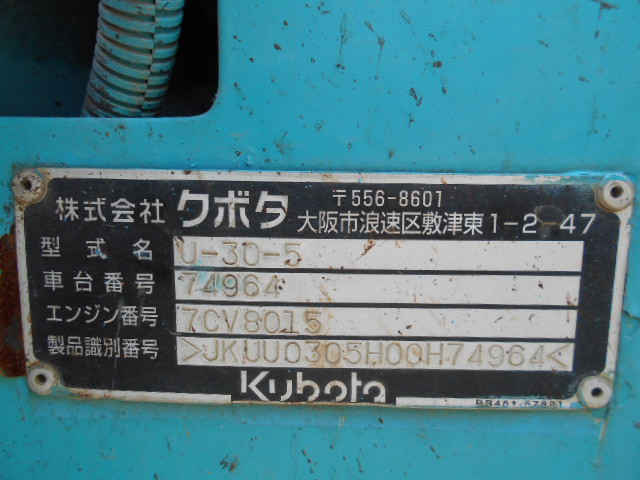 株式会社 クボタ 〒556-8601
大阪市浪速区敷津東1-2-47
型式名 U-30-5
車台番号 74964
エンジン番号 7CV8015
製品識別番号 >JKUU0305H00H74964<
Kubota